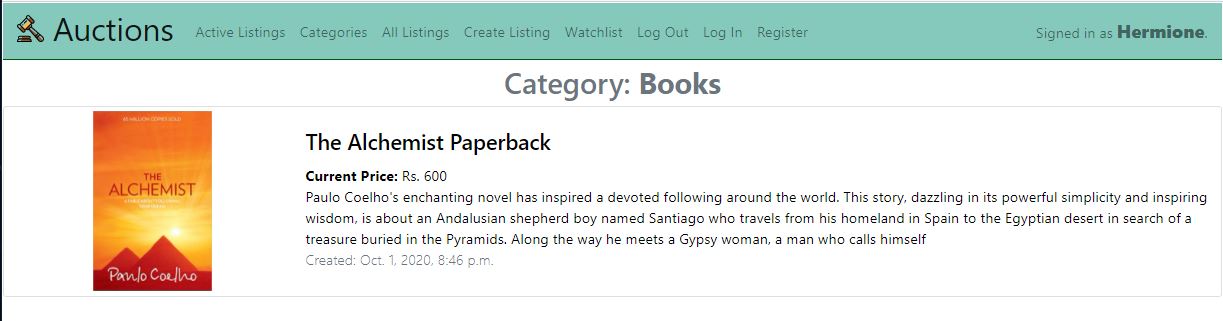 Auctions Active Listings Categories All Listings Create Listing Watchlist Log Out Log In Register Signed in as Hermione.
Category: Books
65 MILLION COPIES SOLD
THE
ALCHEMIST
Paulo Coelho
The Alchemist Paperback
Current Price: Rs. 600
Paulo Coelho's enchanting novel has inspired a devoted following around the world. This story, dazzling in its powerful simplicity and inspiring
wisdom, is about an Andalusian shepherd boy named Santiago who travels from his homeland in Spain to the Egyptian desert in search of a
treasure buried in the Pyramids. Along the way he meets a Gypsy woman, a man who calls himself
Created: Oct. 1, 2020, 8:46 p.m.